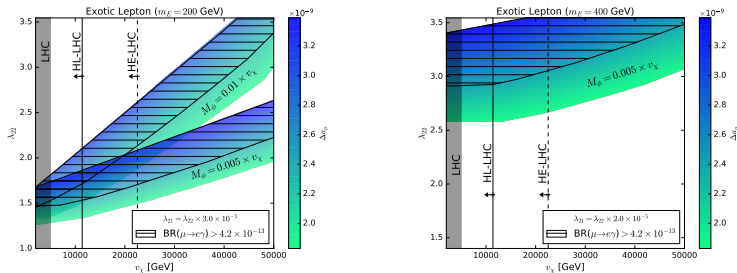 Exotic Lepton (m_E = 200 GeV)
×10⁻⁹
3.5
3.0
2.5
2.0
1.5
1.0
λ₂₂
LHC
HL-LHC
HE-LHC
M_ϕ = 0.01 × v_χ
M_ϕ = 0.005 × v_χ
λ₂₁ = λ₂₂ × 3.0 × 10⁻⁵
BR(μ→eγ) > 4.2 × 10⁻¹³
10000 20000 30000 40000 50000
v_χ [GeV]
3.4
3.2
3.0
2.8
2.6
2.4
2.2
2.0
Δa_μ
Exotic Lepton (m_E = 400 GeV)
×10⁻⁹
3.5
3.0
2.5
2.0
1.5
λ₂₂
LHC
HL-LHC
HE-LHC
M_ϕ = 0.005 × v_χ
λ₂₁ = λ₂₂ × 2.0 × 10⁻⁵
BR(μ→eγ) > 4.2 × 10⁻¹³
10000 20000 30000 40000 50000
v_χ [GeV]
3.4
3.2
3.0
2.8
2.6
2.4
2.2
2.0
Δa_μ